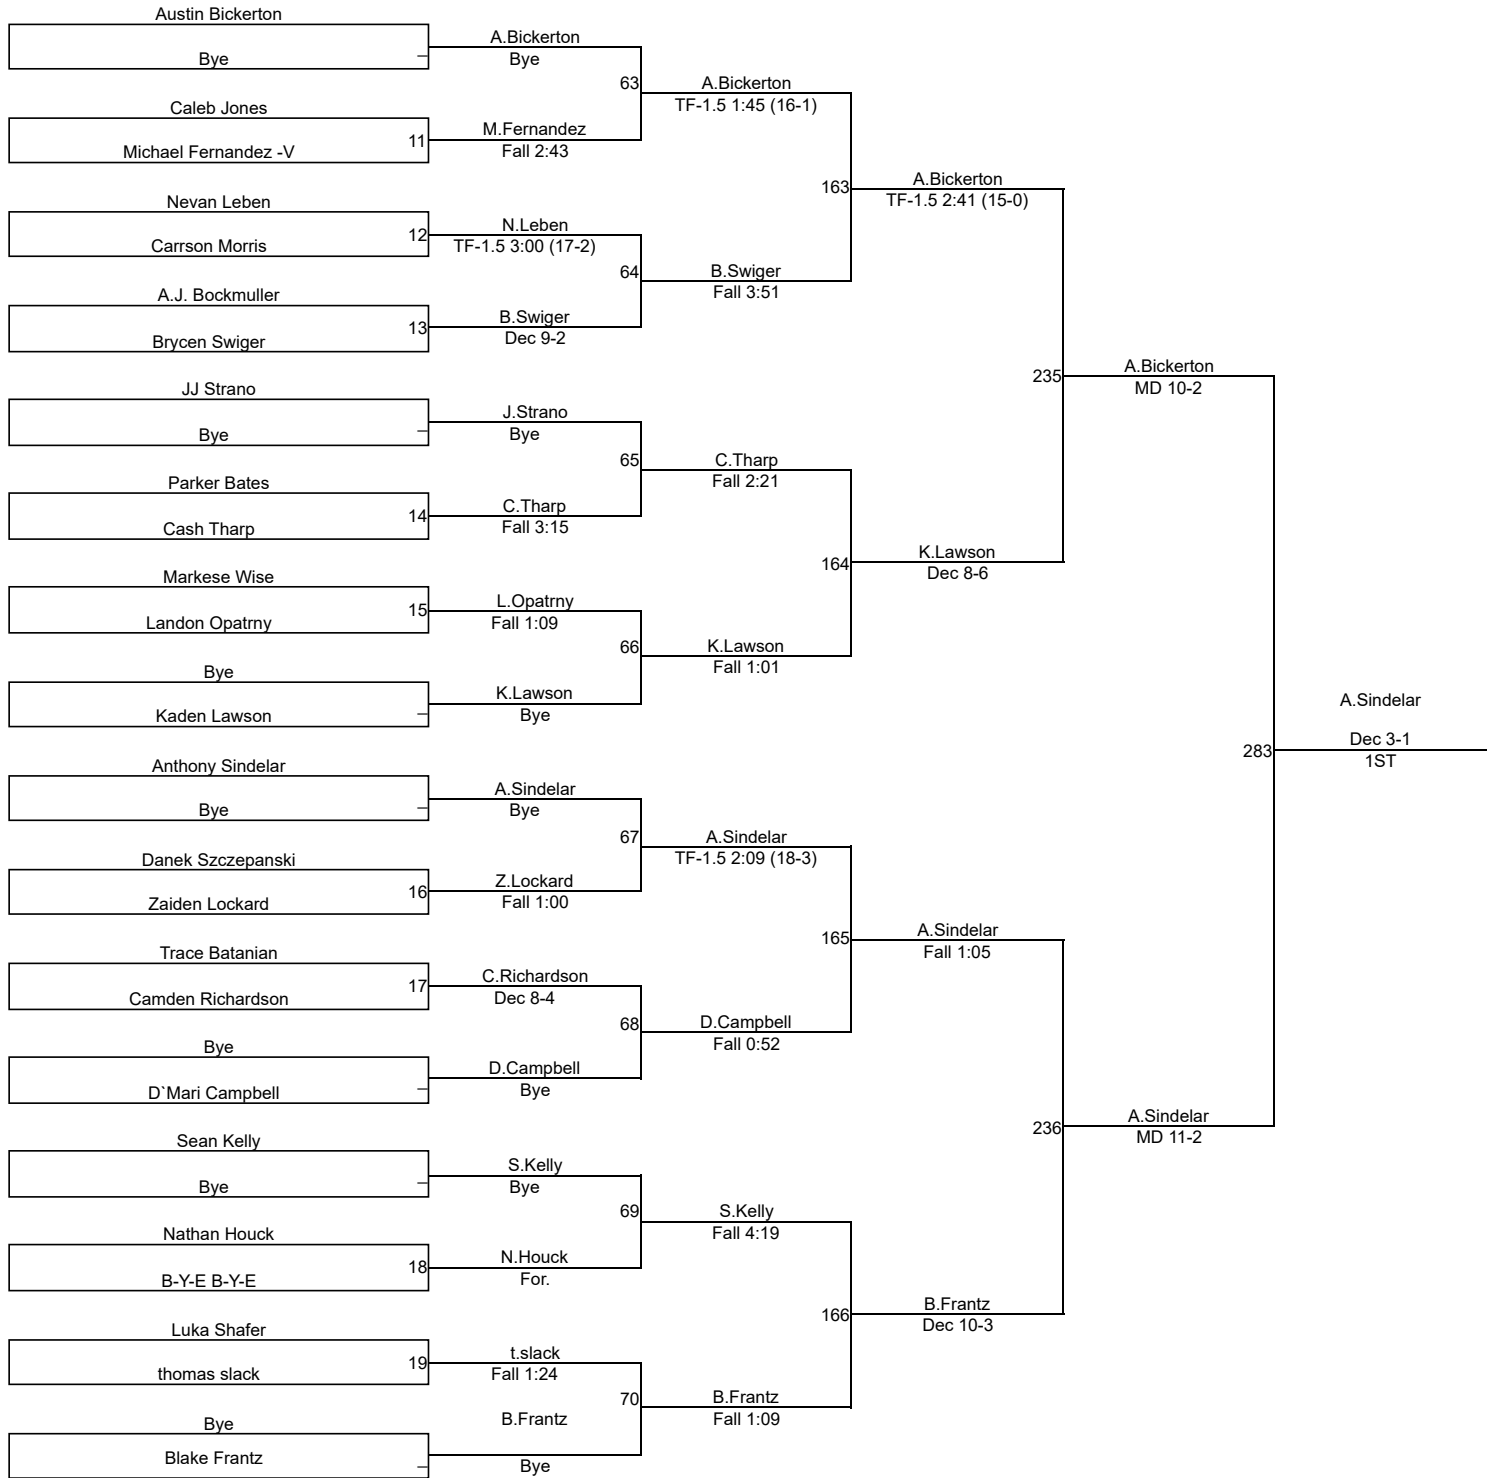 Austin Bickerton
Bye
Caleb Jones
11
Michael Fernandez -V
Nevan Leben
12
Carrson Morris
A.J. Bockmuller
13
Brycen Swiger
JJ Strano
Bye
Parker Bates
14
Cash Tharp
Markese Wise
15
Landon Opatrny
Bye
Kaden Lawson
Anthony Sindelar
Bye
Danek Szczepanski
16
Zaiden Lockard
Trace Batanian
17
Camden Richardson
Bye
D`Mari Campbell
Sean Kelly
Bye
Nathan Houck
18
B-Y-E B-Y-E
Luka Shafer
19
thomas slack
Bye
Blake Frantz
A.Bickerton
Bye
63
M.Fernandez
Fall 2:43
N.Leben
TF-1.5 3:00 (17-2)
64
B.Swiger
Dec 9-2
J.Strano
Bye
65
C.Tharp
Fall 3:15
L.Opatrny
Fall 1:09
66
K.Lawson
Bye
A.Sindelar
Bye
67
Z.Lockard
Fall 1:00
C.Richardson
Dec 8-4
68
D.Campbell
Bye
S.Kelly
Bye
69
N.Houck
For.
t.slack
Fall 1:24
70
B.Frantz
Bye
A.Bickerton
TF-1.5 1:45 (16-1)
163
B.Swiger
Fall 3:51
C.Tharp
Fall 2:21
164
K.Lawson
Fall 1:01
A.Sindelar
TF-1.5 2:09 (18-3)
165
D.Campbell
Fall 0:52
S.Kelly
Fall 4:19
166
B.Frantz
Fall 1:09
A.Bickerton
TF-1.5 2:41 (15-0)
235
K.Lawson
Dec 8-6
A.Sindelar
Fall 1:05
236
B.Frantz
Dec 10-3
A.Bickerton
MD 10-2
283
A.Sindelar
MD 11-2
A.Sindelar
Dec 3-1
1ST